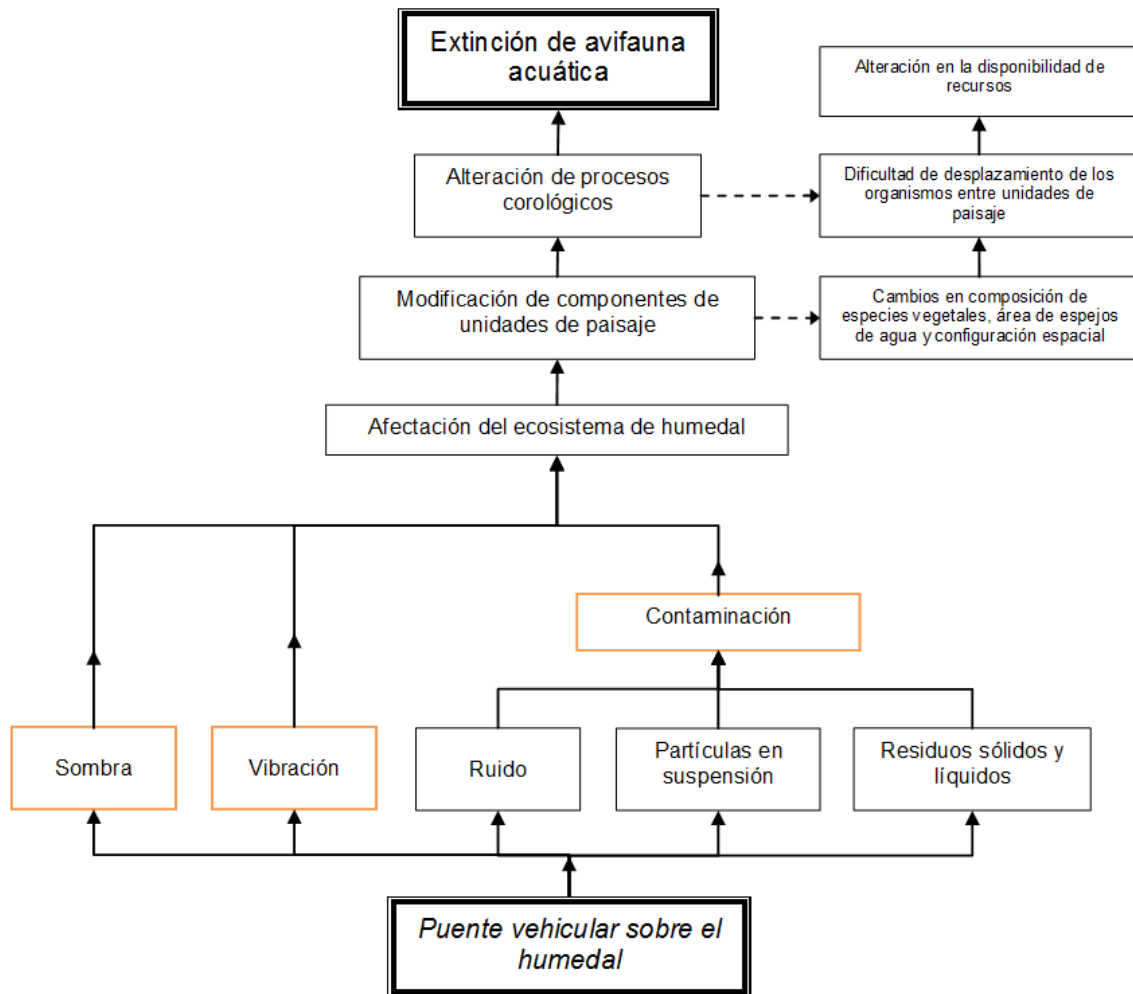 Extinción de avifauna
acuática
Alteración en la disponibilidad de
recursos
Alteración de procesos
corológicos
Dificultad de desplazamiento de los
organismos entre unidades de
paisaje
Modificación de componentes de
unidades de paisaje
Cambios en composición de
especies vegetales, área de espejos
de agua y configuración espacial
Afectación del ecosistema de humedal
Contaminación
Sombra
Vibración
Ruido
Partículas en
suspensión
Residuos sólidos y
líquidos
Puente vehicular sobre el
humedal